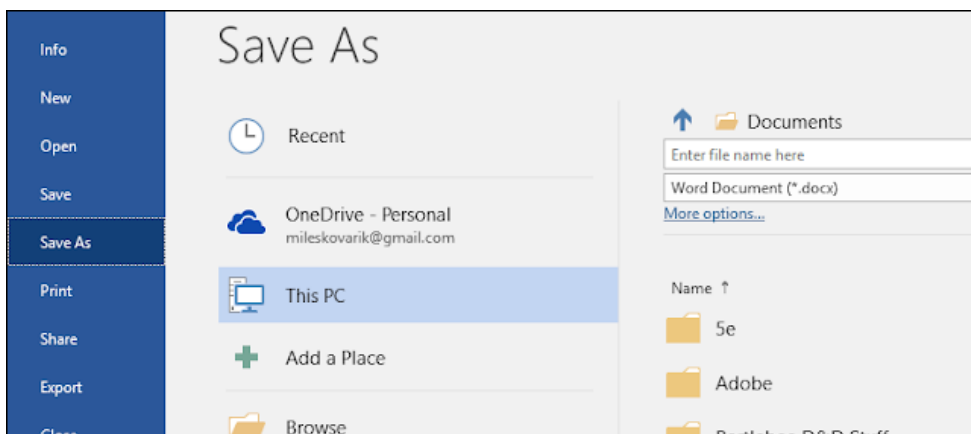 Info
New
Open
Save
Save As
Print
Share
Export
Save As
Recent
OneDrive - Personal
mileskovarik@gmail.com
This PC
Add a Place
Browse
Documents
Enter file name here
Word Document (*.docx)
More options...
Name ↑
5e
Adobe